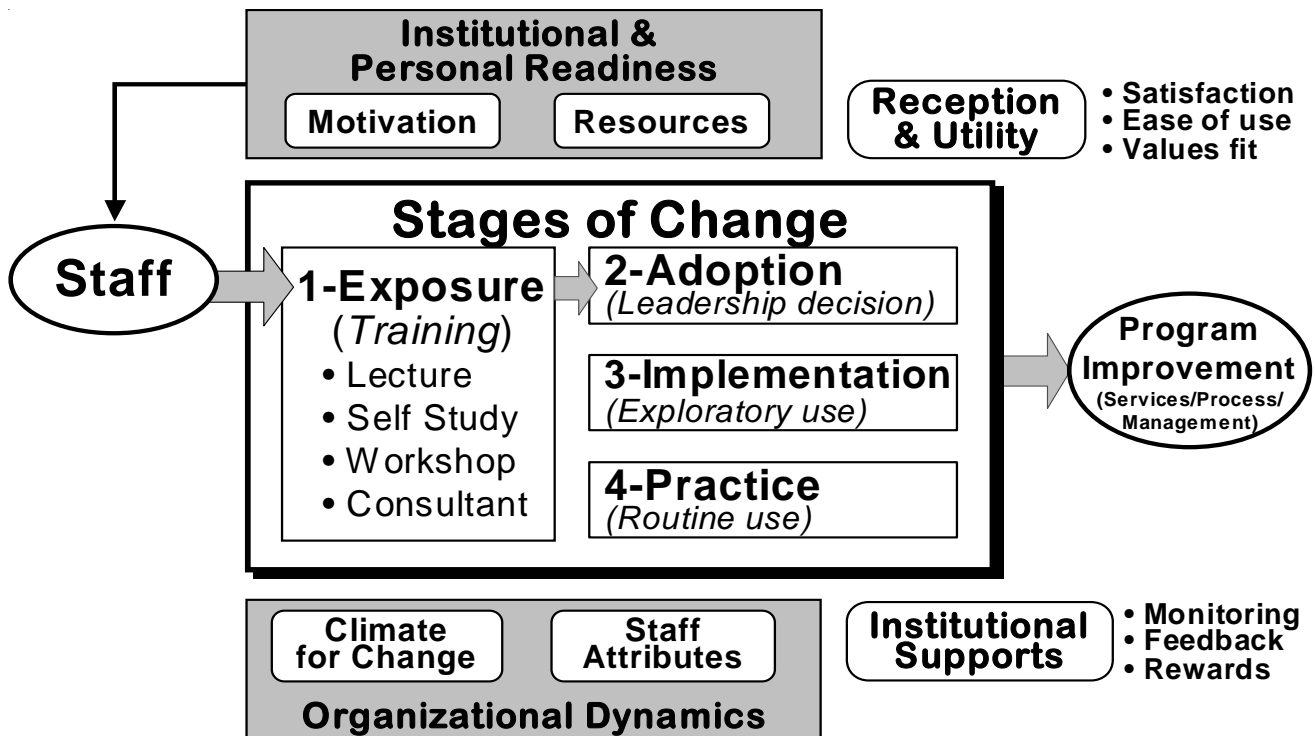 Institutional &
Personal Readiness
Motivation
Resources
Reception
& Utility
• Satisfaction
• Ease of use
• Values fit
Stages of Change
Staff
1-Exposure
(Training)
• Lecture
• Self Study
• Workshop
• Consultant
2-Adoption
(Leadership decision)
3-Implementation
(Exploratory use)
4-Practice
(Routine use)
Program
Improvement
(Services/Process/
Management)
Climate
for Change
Staff
Attributes
Organizational Dynamics
Institutional
Supports
• Monitoring
• Feedback
• Rewards